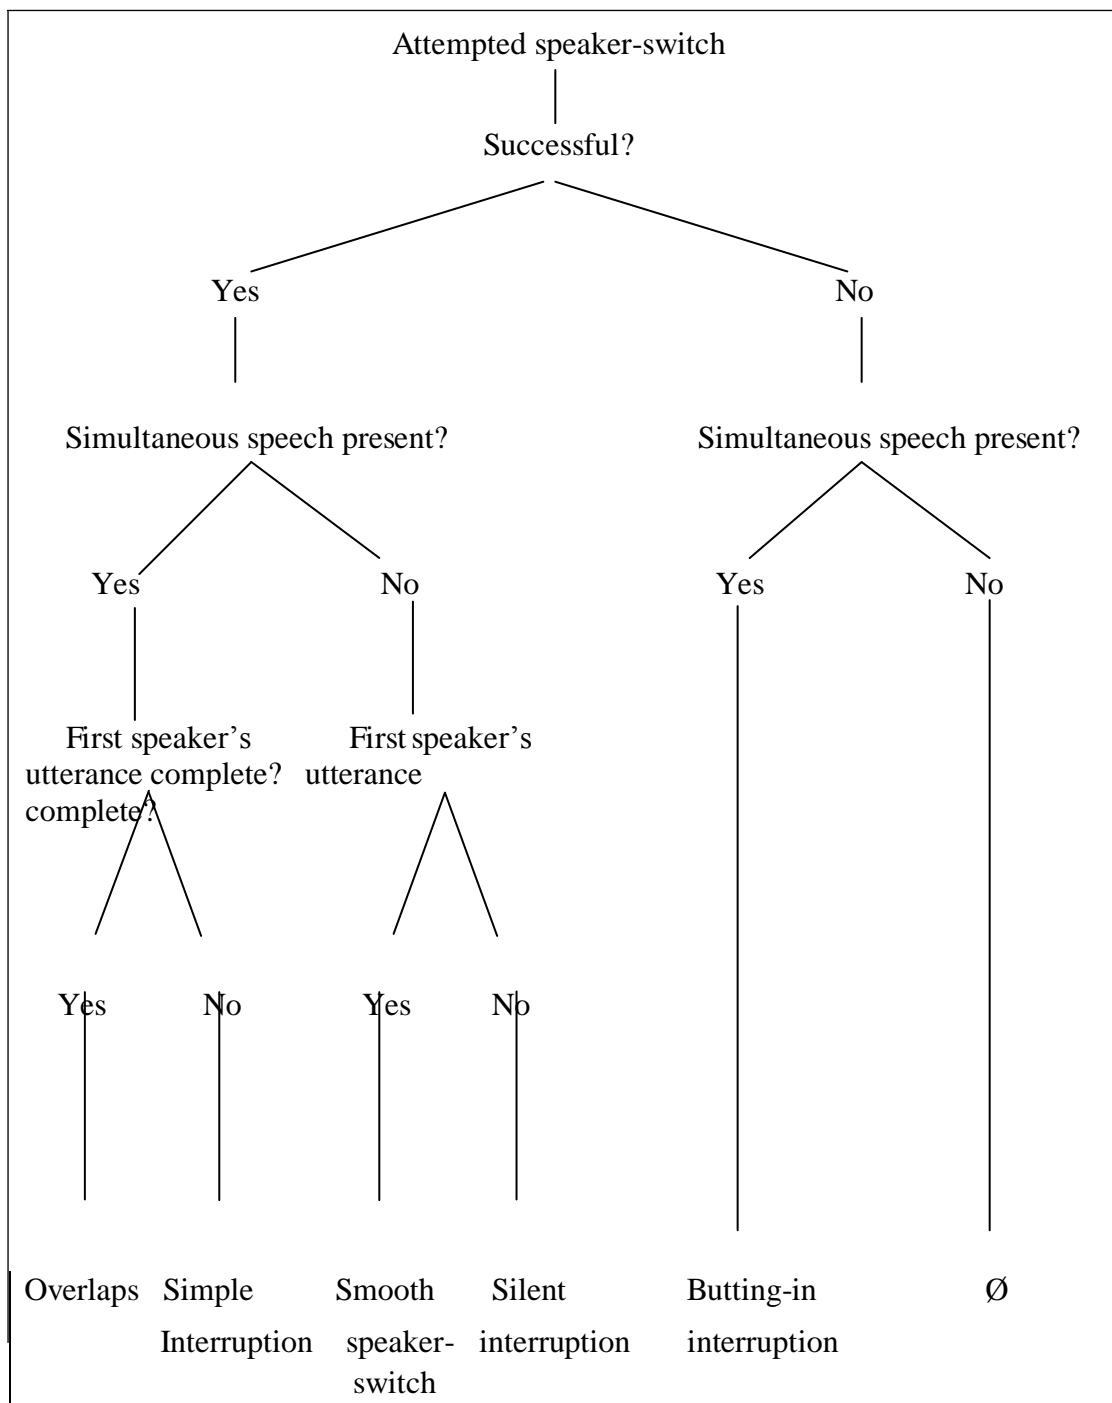 Attempted speaker-switch
Successful?
Yes No
Simultaneous speech present? Simultaneous speech present?
Yes No Yes No
First speaker’s First speaker’s
utterance complete? utterance
complete?
Yes No Yes No
Overlaps Simple Smooth Silent Butting-in Ø
Interruption speaker- interruption interruption
switch